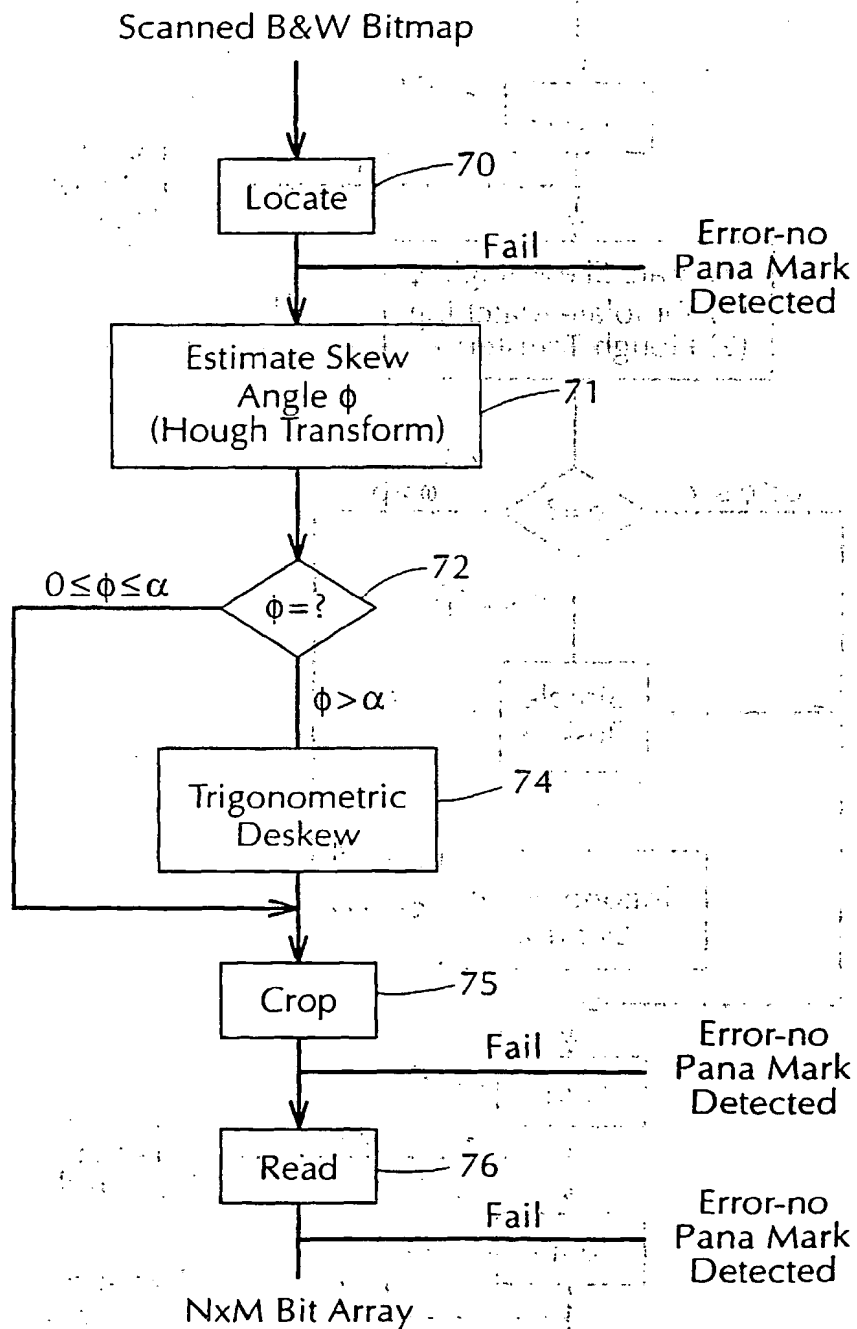 Scanned B&W Bitmap
70
Locate
Fail
Error-no
Pana Mark
Detected
Estimate Skew
Angle ϕ
(Hough Transform)
71
72
0≤ϕ≤α
ϕ=?
ϕ>α
74
Trigonometric
Deskew
75
Crop
Fail
Error-no
Pana Mark
Detected
Read
76
Fail
Error-no
Pana Mark
Detected
NxM Bit Array